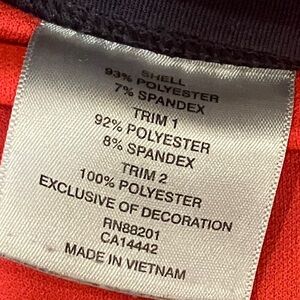 SHELL
93% POLYESTER
7% SPANDEX
TRIM 1
92% POLYESTER
8% SPANDEX
TRIM 2
100% POLYESTER
EXCLUSIVE OF DECORATION
RN88201
CA14442
MADE IN VIETNAM